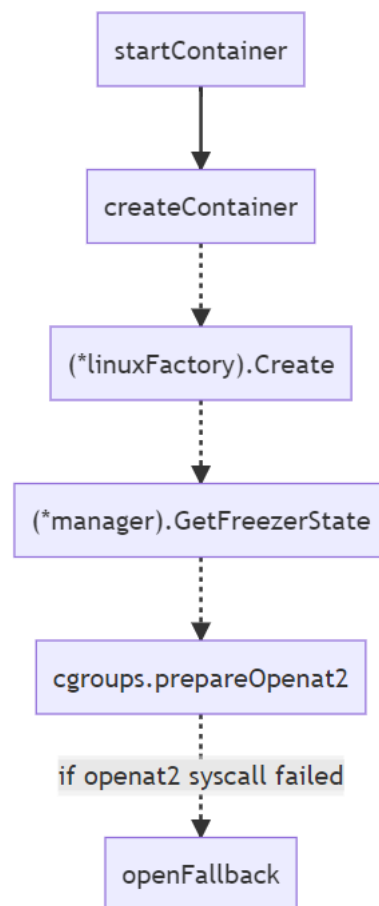 startContainer
createContainer
(*linuxFactory).Create
(*manager).GetFreezerState
cgroups.prepareOpenat2
if openat2 syscall failed
openFallback